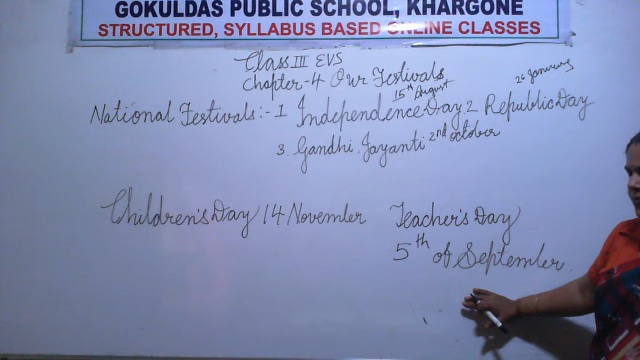 GOKULDAS PUBLIC SCHOOL, KHARGONE
STRUCTURED, SYLLABUS BASED ONLINE CLASSES
Class III EVS
Chapter-4 Our Festivals
15th August 26 January
National Festivals:- 1 Independence Day 2 Republic Day
3. Gandhi Jayanti 2nd october
Children's Day 14 November Teacher's Day
5th of September.